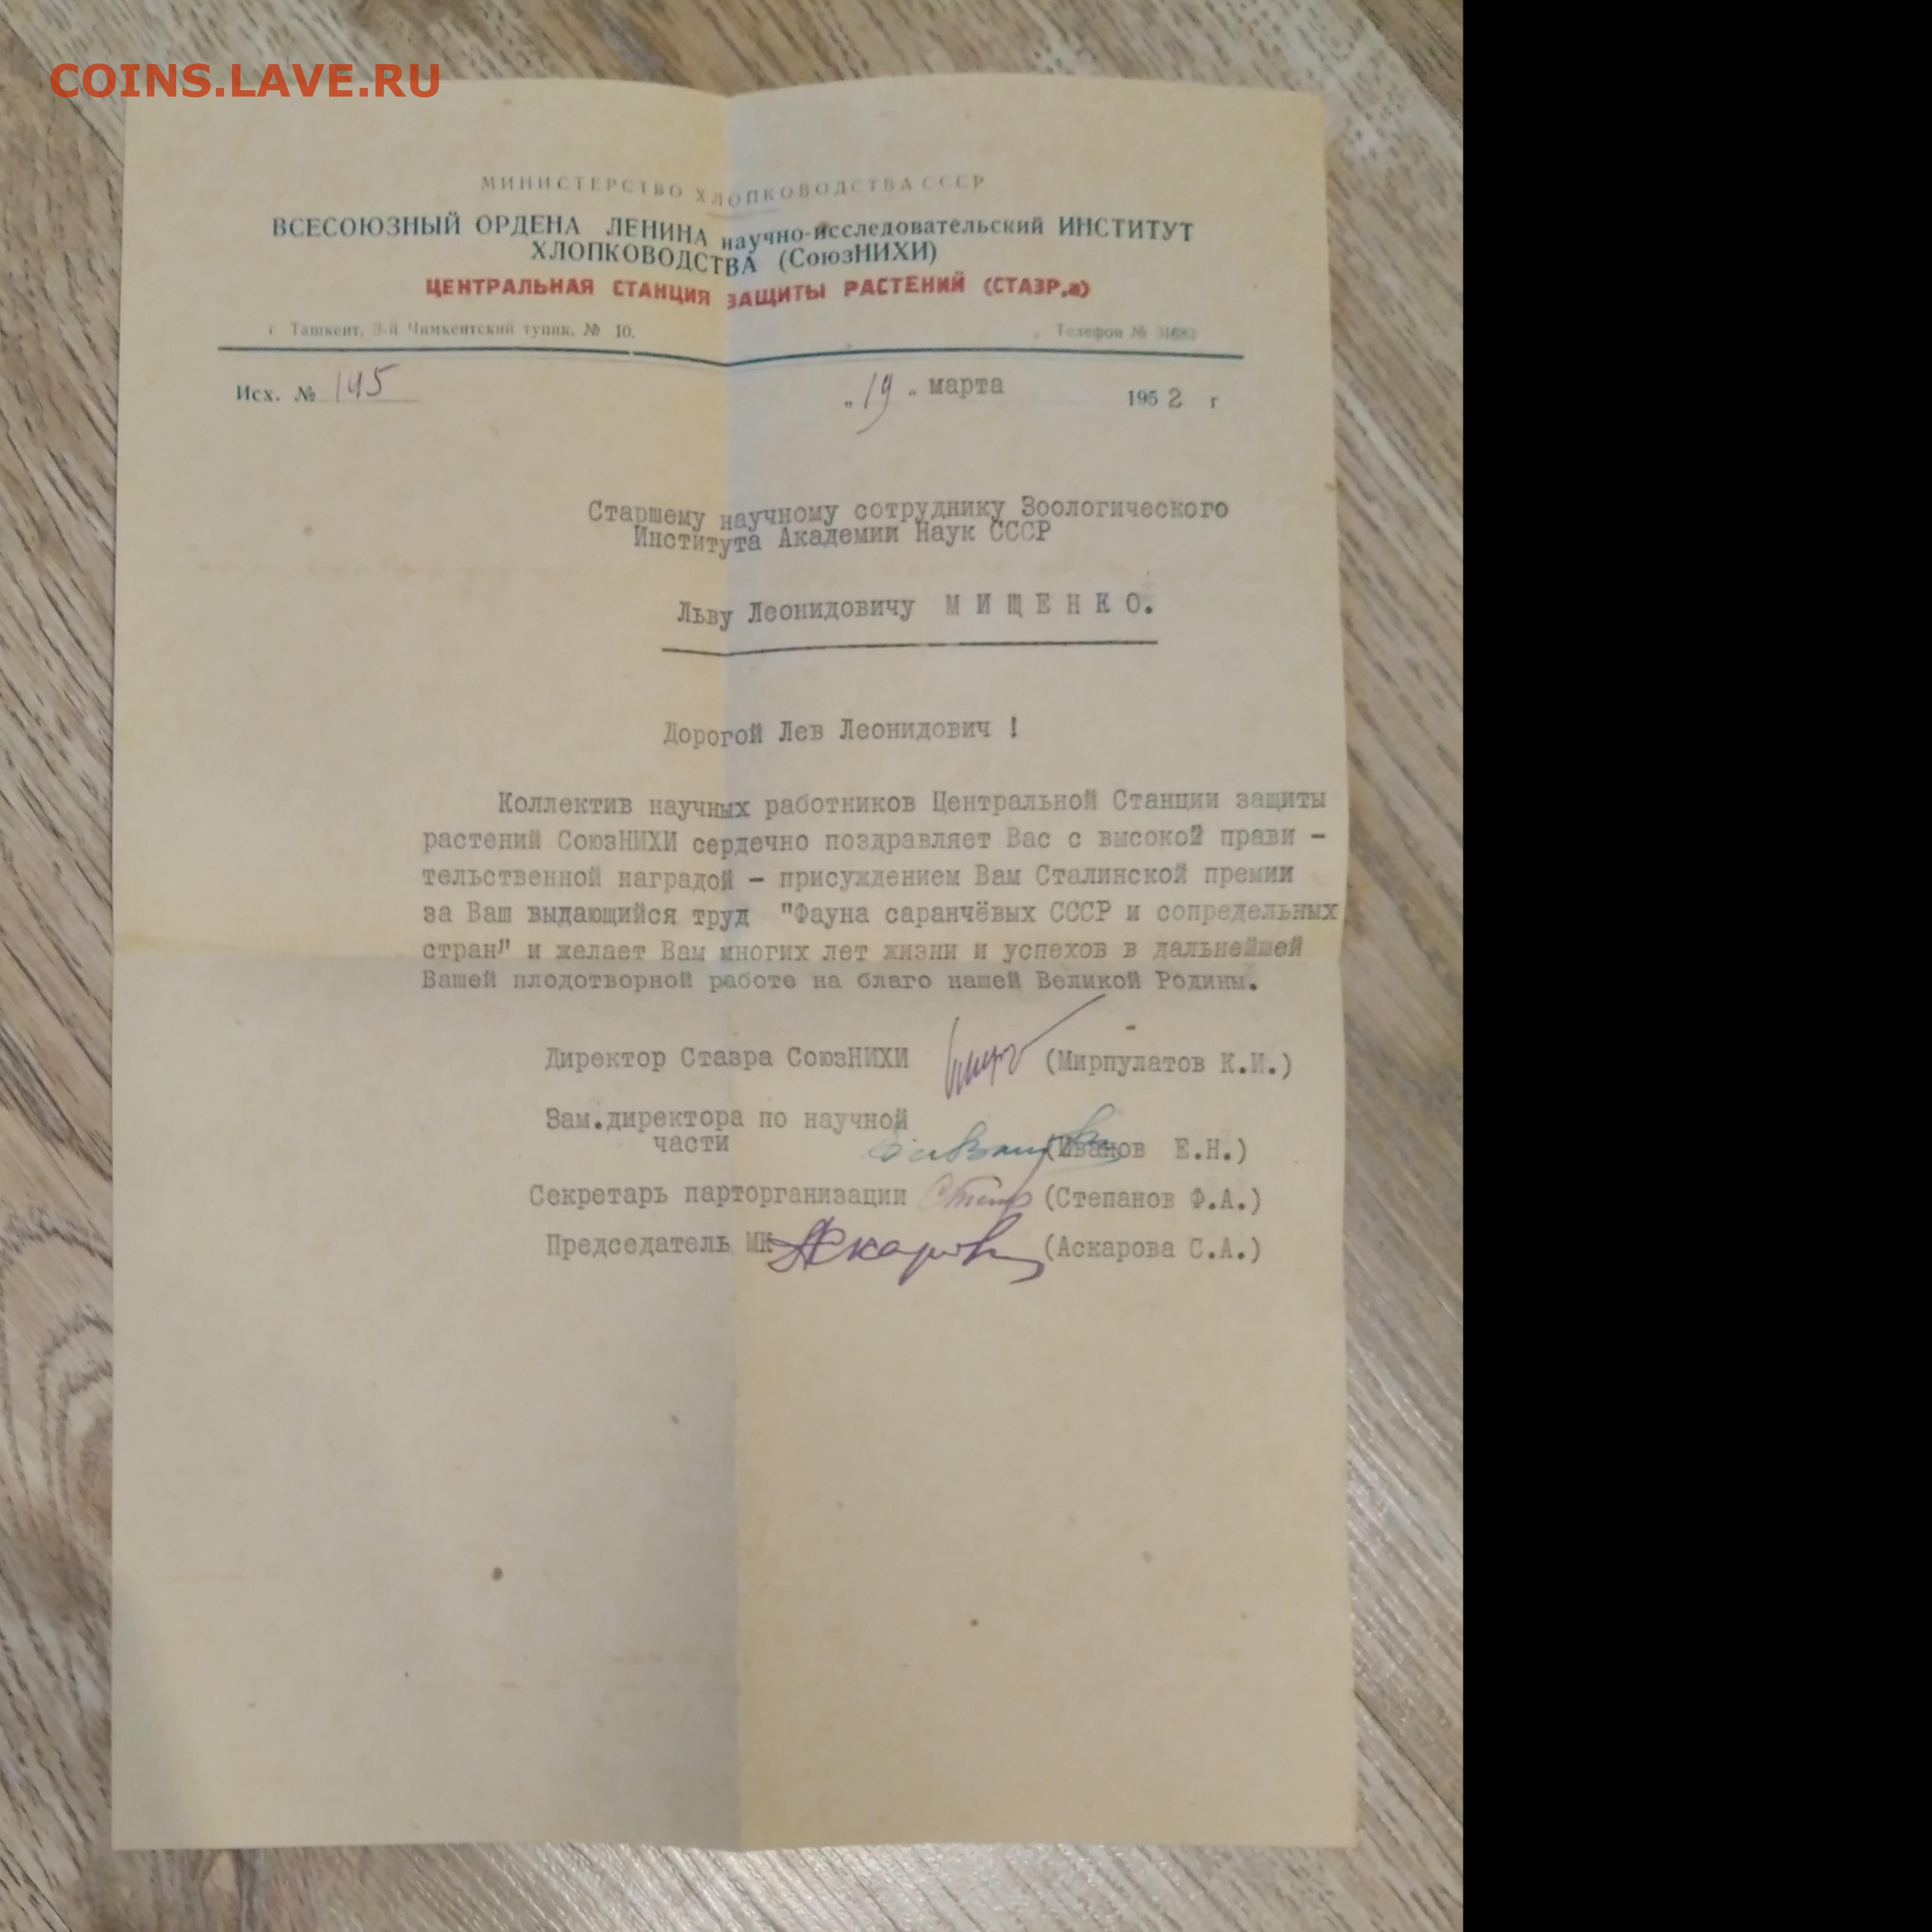 COINS.LAVE.RU
МИНИСТЕРСТВО ХЛОПКОВОДСТВА СССР
ВСЕСОЮЗНЫЙ ОРДЕНА ЛЕНИНА научно-исследовательский ИНСТИТУТ
ХЛОПКОВОДСТВА (СоюзНИХИ)
ЦЕНТРАЛЬНАЯ СТАНЦИЯ ЗАЩИТЫ РАСТЕНИЙ (СТАЗР,а)
г Ташкент, 3-й Чимкентский тупик, № 10. Телефон № 31683
Исх. № 145 „19„ марта 1952 г
Старшему научному сотруднику Зоологического
Института Академии Наук СССР
Льву Леонидовичу М И Щ Е Н К О.
Дорогой Лев Леонидович !
Коллектив научных работников Центральной Станции защиты
растений СоюзНИХИ сердечно поздравляет Вас с высокой прави -
тельственной наградой - присуждением Вам Сталинской премии
за Ваш выдающийся труд "Фауна саранчёвых СССР и сопредельных
стран" и желает Вам многих лет жизни и успехов в дальнейшей
Вашей плодотворной работе на благо нашей Великой Родины.
Директор Стазра СоюзНИХИ (Мирпулатов К.И.)
Зам.директора по научной
части (Иванов Е.Н.)
Секретарь парторганизации (Степанов Ф.А.)
Председатель МК (Аскарова С.А.)